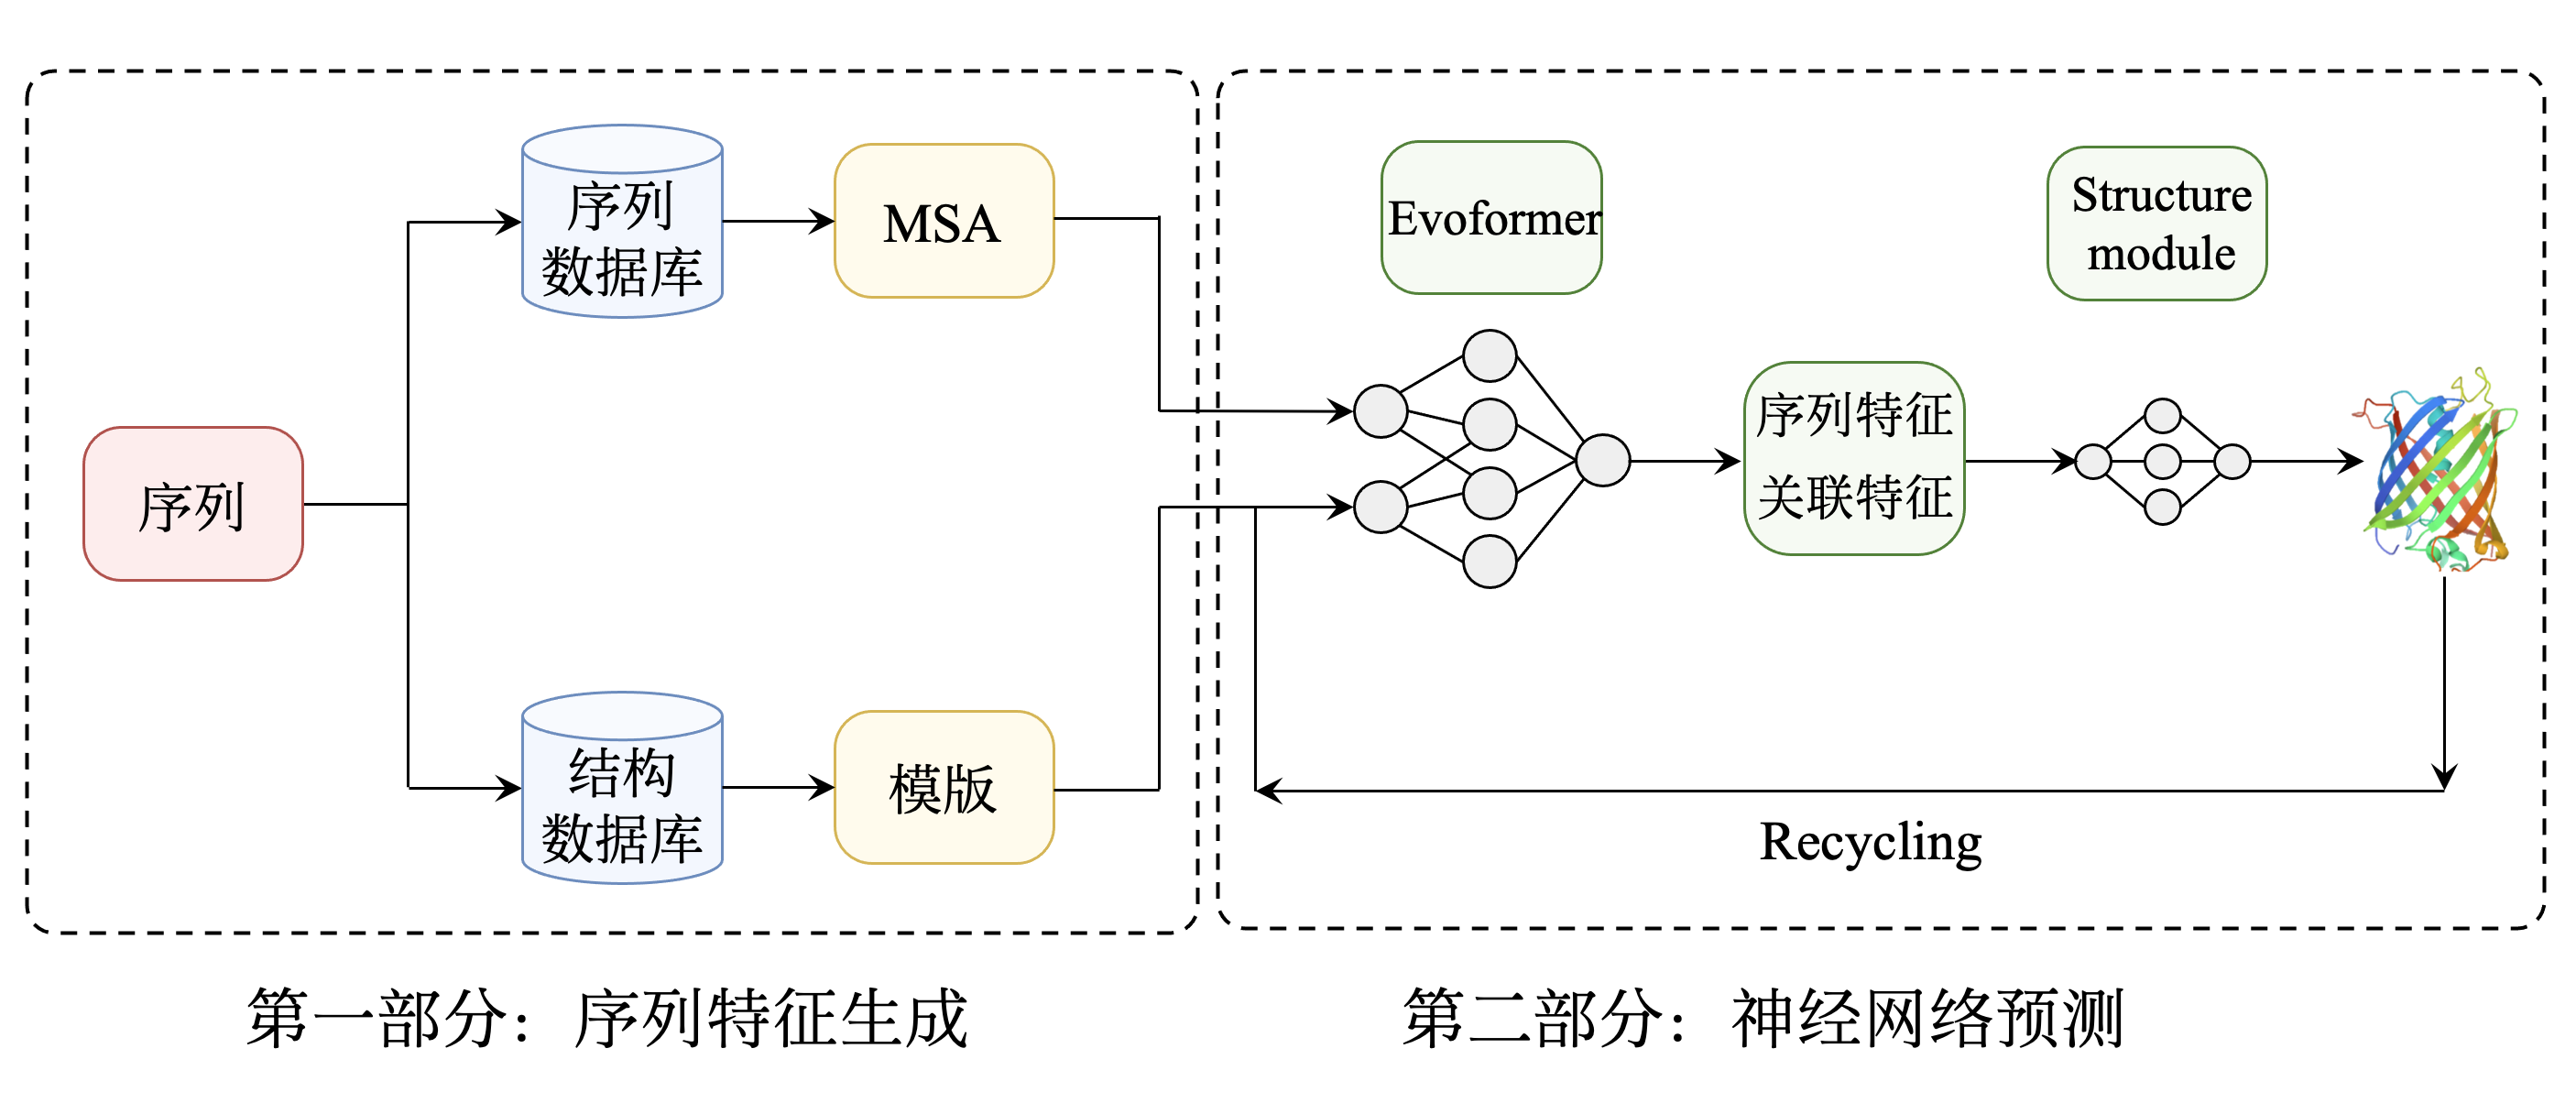 序列
序列
数据库
MSA
结构
数据库
模版
Evoformer
Structure
module
序列特征
关联特征
Recycling
第一部分：序列特征生成
第二部分：神经网络预测